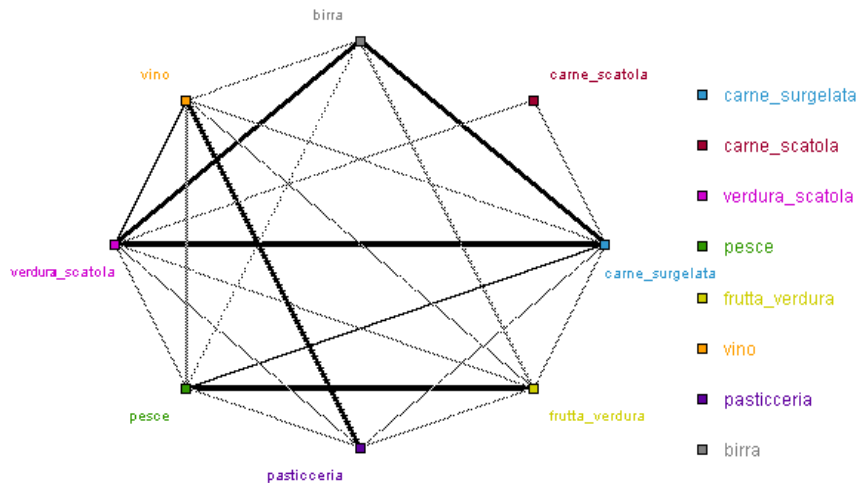 birra
vino
carne_scatola
verdura_scatola
carne_surgelata
pesce
frutta_verdura
pasticceria
carne_surgelata
carne_scatola
verdura_scatola
pesce
frutta_verdura
vino
pasticceria
birra